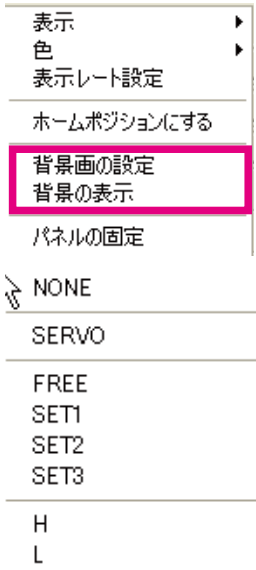 表示
色
表示レート設定
ホームポジションにする
背景画の設定
背景の表示
パネルの固定
NONE
SERVO
FREE
SET1
SET2
SET3
H
L